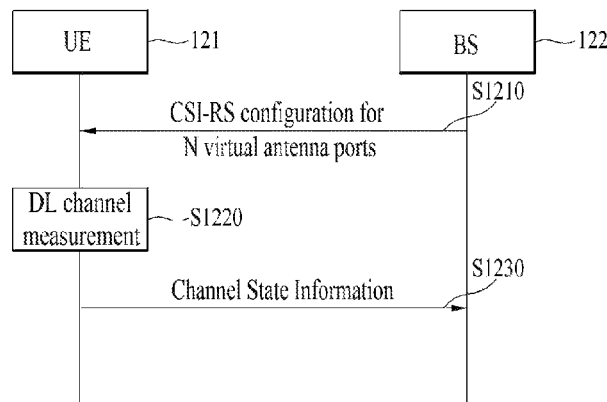 UE
121
BS
122
S1210
CSI-RS configuration for
N virtual antenna ports
DL channel
measurement
S1220
S1230
Channel State Information